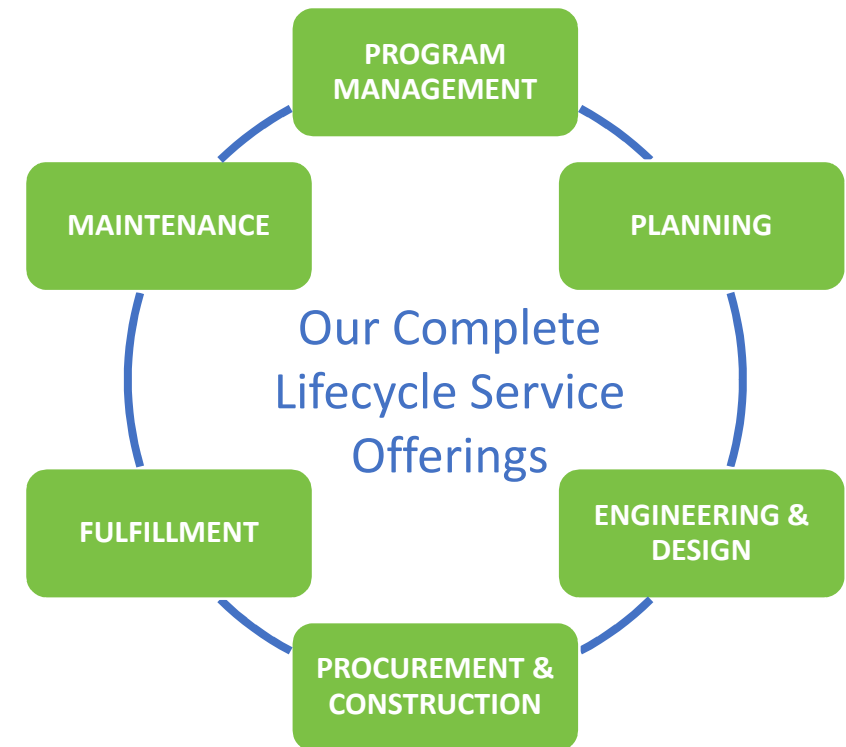 PROGRAM
MANAGEMENT
PLANNING
ENGINEERING &
DESIGN
PROCUREMENT &
CONSTRUCTION
FULFILLMENT
MAINTENANCE
Our Complete
Lifecycle Service
Offerings